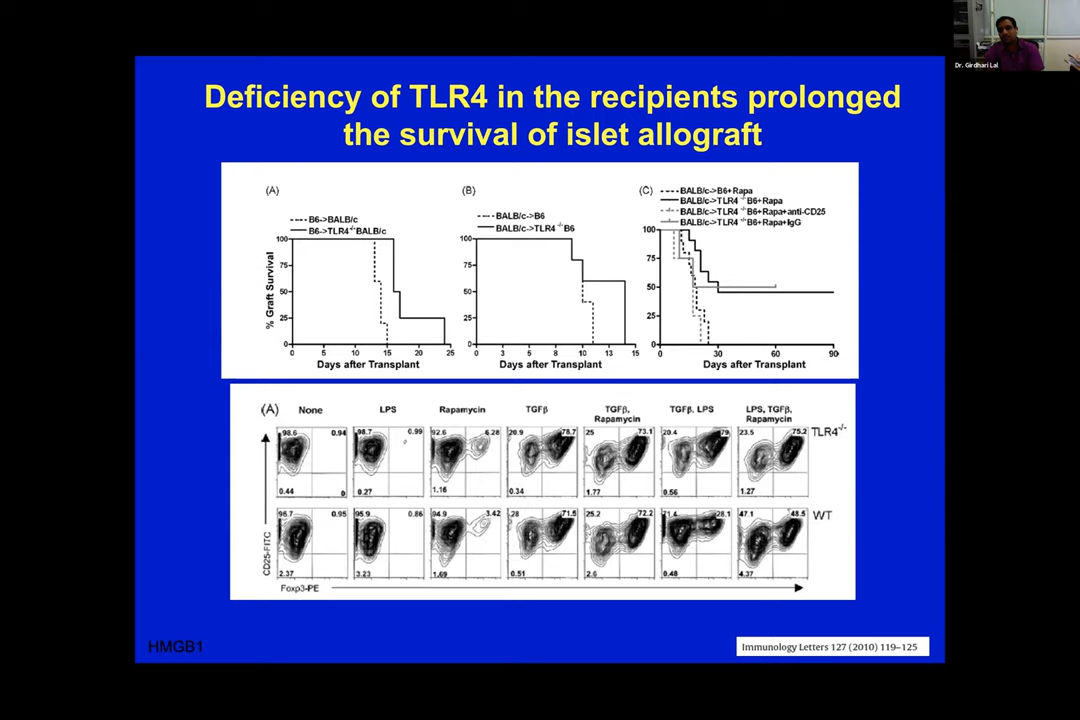 Dr. Girdhari Lal
Deficiency of TLR4 in the recipients prolonged
the survival of islet allograft
(A)
B6->BALB/c
B6->TLR4-/-BALB/c
% Graft Survival
100
75
50
25
0
0 5 10 15 20 25
Days after Transplant
(B)
BALB/c->B6
BALB/c->TLR4-/-B6
100
75
50
25
0
0 3 5 8 10 13 15
Days after Transplant
(C)
BALB/c->B6+Rapa
BALB/c->TLR4-/-B6+Rapa
BALB/c->TLR4-/-B6+Rapa+anti-CD25
BALB/c->TLR4-/-B6+Rapa+IgG
100
75
50
25
0
0 30 60 90
Days after Transplant
(A) None LPS Rapamycin TGFβ TGFβ, Rapamycin TGFβ, LPS LPS, TGFβ, Rapamycin
98.6 0.94 98.7 0.99 92.6 6.28 20.9 78.7 25 73.1 20.4 79 23.5 75.2 TLR4-/-
0.44 0 0.27 1.16 0.34 1.77 0.56 1.27
0.95 95.9 0.86 94.9 3.42 28 71.5 25.2 72.2 71.4 28.1 47.1 48.5 WT
2.37 3.23 1.69 0.51 2.6 0.48 4.37
CD25-FITC
Foxp3-PE
HMGB1
Immunology Letters 127 (2010) 119–125